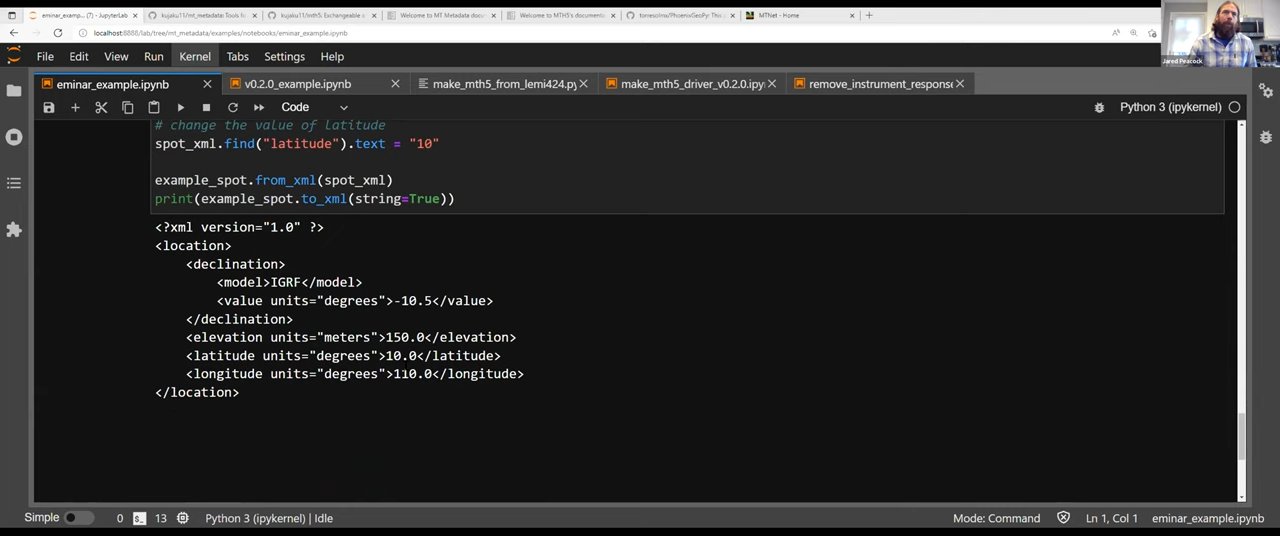 eminar_examp... (7) - JupyterLab
kujaku11/mt_metadata: Tools f
kujaku11/mth5: Exchangeable a
Welcome to MT Metadata docu
Welcome to MTH5's documenta
torresolmx/PhoenixGeoPy: This p
MTNet - Home
localhost:8888/lab/tree/mt_metadata/examples/notebooks/eminar_example.ipynb
Jared Peacock
File Edit View Run Kernel Tabs Settings Help
eminar_example.ipynb
v0.2.0_example.ipynb
make_mth5_from_lemi424.py
make_mth5_driver_v0.2.0.ipyn
remove_instrument_response
Code
Python 3 (ipykernel)
# change the value of latitude
spot_xml.find("latitude").text = "10"
example_spot.from_xml(spot_xml)
print(example_spot.to_xml(string=True))
<?xml version="1.0" ?>
<location>
<declination>
<model>IGRF</model>
<value units="degrees">-10.5</value>
</declination>
<elevation units="meters">150.0</elevation>
<latitude units="degrees">10.0</latitude>
<longitude units="degrees">110.0</longitude>
</location>
Simple 0 $_ 13 Python 3 (ipykernel) | Idle Mode: Command Ln 1, Col 1 eminar_example.ipynb